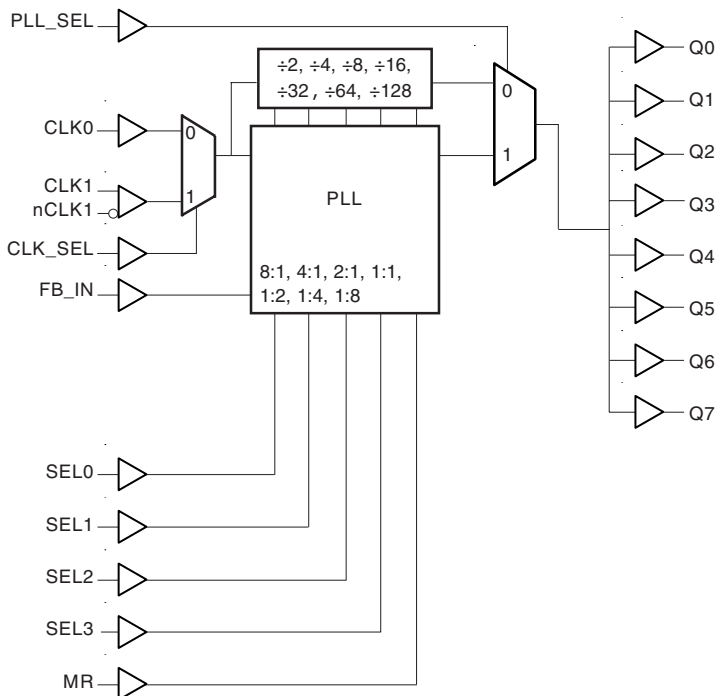 PLL_SEL
÷2, ÷4, ÷8, ÷16,
÷32, ÷64, ÷128
0
1
CLK0
0
CLK1
1
nCLK1
CLK_SEL
PLL
8:1, 4:1, 2:1, 1:1,
1:2, 1:4, 1:8
FB_IN
SEL0
SEL1
SEL2
SEL3
MR
Q0
Q1
Q2
Q3
Q4
Q5
Q6
Q7